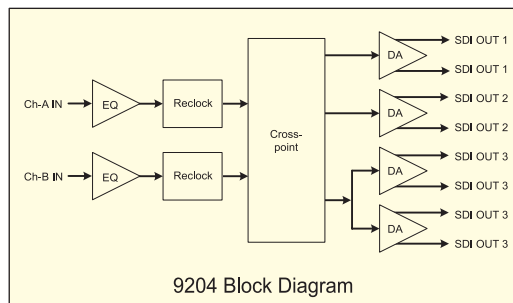 DA
SDI OUT 1
SDI OUT 1
Ch-A IN
EQ
Reclock
DA
SDI OUT 2
SDI OUT 2
Cross-
point
Ch-B IN
EQ
Reclock
DA
SDI OUT 3
SDI OUT 3
DA
SDI OUT 3
SDI OUT 3
9204 Block Diagram